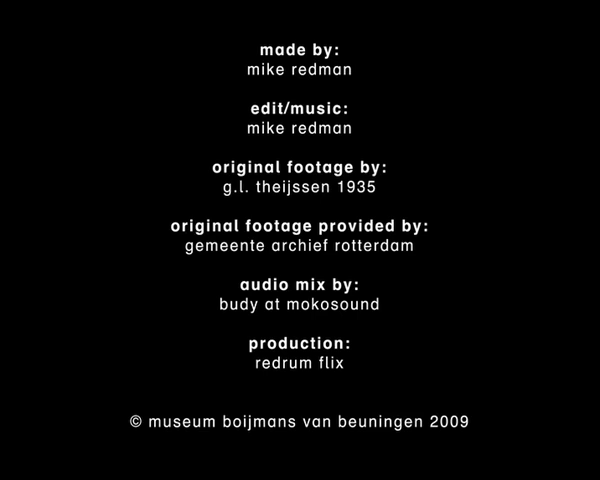 made by:
mike redman
edit/music:
mike redman
original footage by:
g.l. theijssen 1935
original footage provided by:
gemeente archief rotterdam
audio mix by:
budy at mokosound
production:
redrum flix
© museum boijmans van beuningen 2009